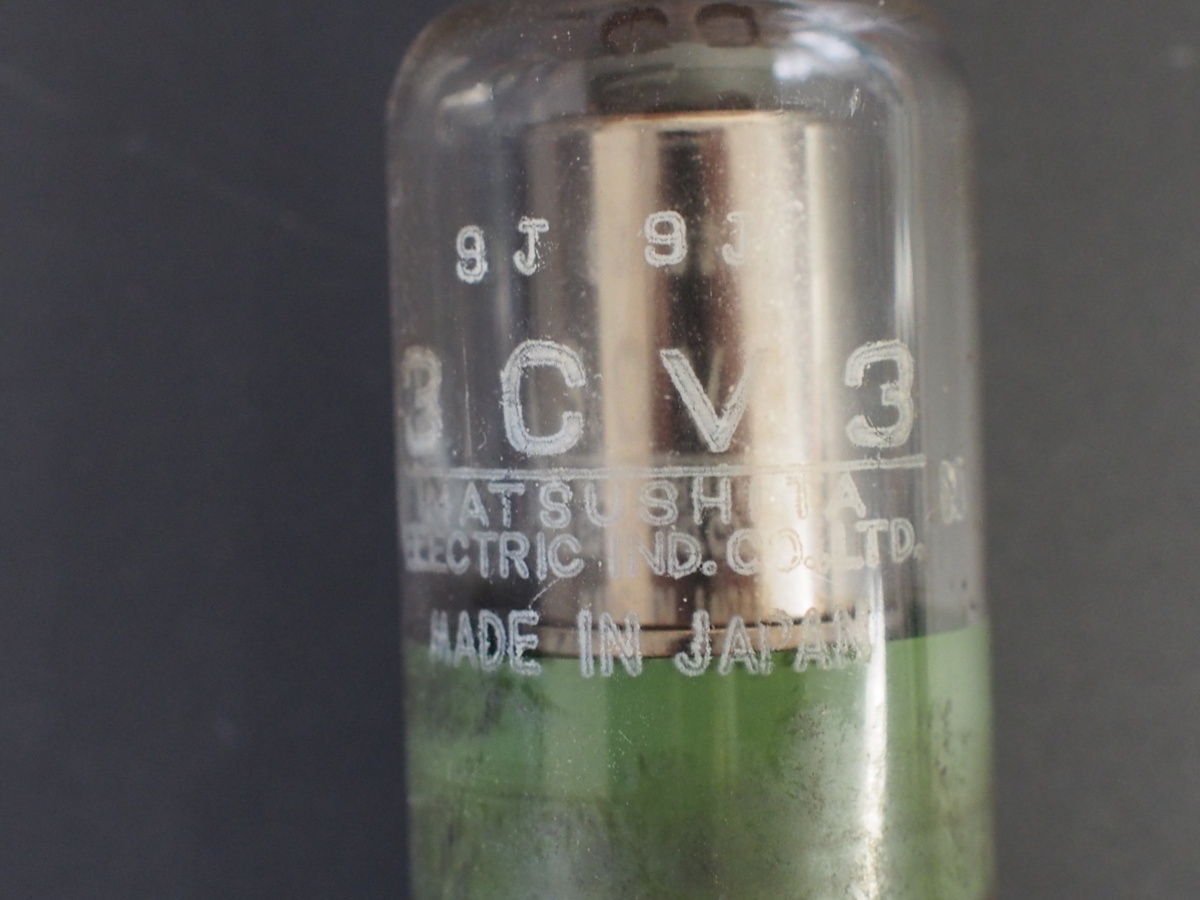 9J 9J
3CV3
MATSUSHITA
ELECTRIC IND. CO., LTD.
MADE IN JAPAN